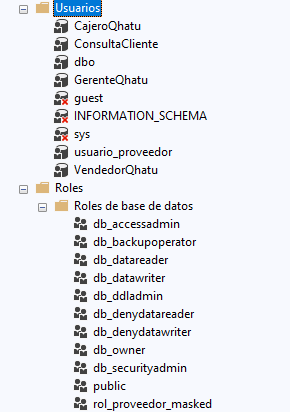 Usuarios
CajeroQhatu
ConsultaCliente
dbo
GerenteQhatu
guest
INFORMATION_SCHEMA
sys
usuario_proveedor
VendedorQhatu
Roles
Roles de base de datos
db_accessadmin
db_backupoperator
db_datareader
db_datawriter
db_ddladmin
db_denydatareader
db_denydatawriter
db_owner
db_securityadmin
public
rol_proveedor_masked